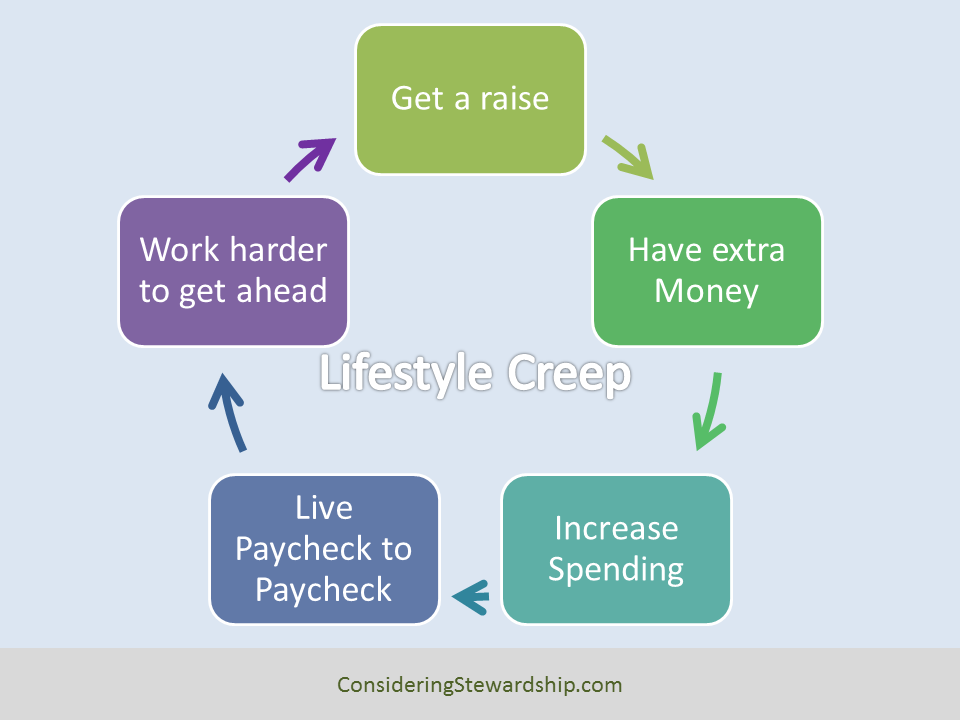 Get a raise
Have extra
Money
Increase
Spending
Live
Paycheck to
Paycheck
Work harder
to get ahead
Lifestyle Creep
ConsideringStewardship.com